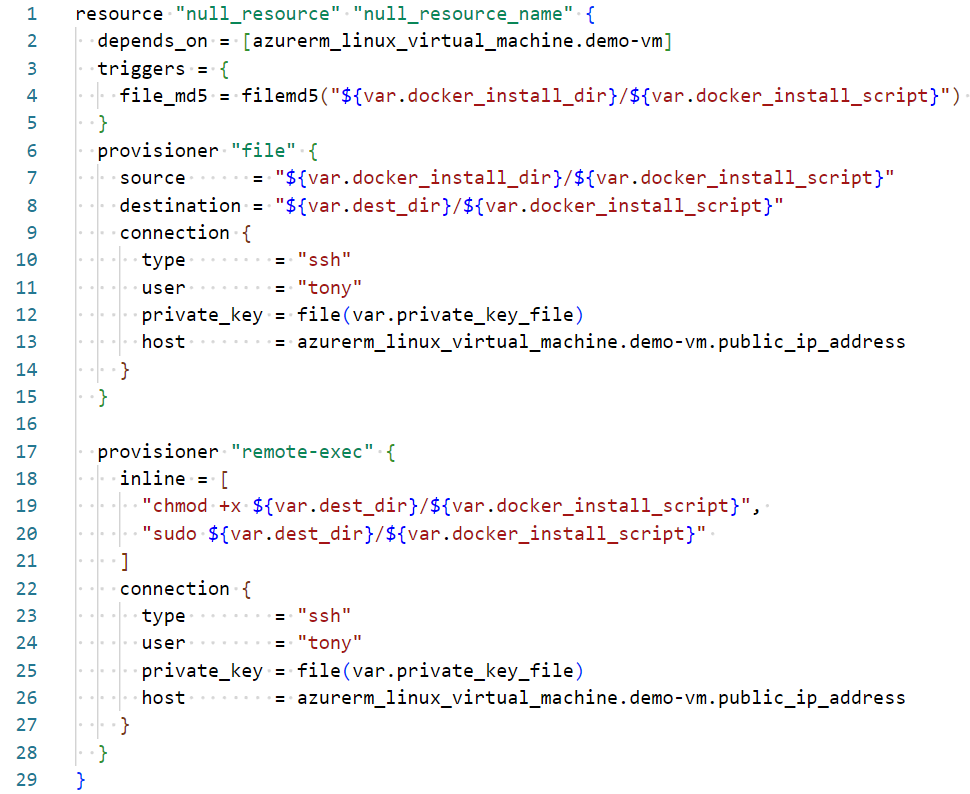 1 resource "null_resource" "null_resource_name" {
2   depends_on = [azurerm_linux_virtual_machine.demo-vm]
3   triggers = {
4     file_md5 = filemd5("${var.docker_install_dir}/${var.docker_install_script}")
5   }
6   provisioner "file" {
7     source      = "${var.docker_install_dir}/${var.docker_install_script}"
8     destination = "${var.dest_dir}/${var.docker_install_script}"
9     connection {
10       type        = "ssh"
11       user        = "tony"
12       private_key = file(var.private_key_file)
13       host        = azurerm_linux_virtual_machine.demo-vm.public_ip_address
14     }
15   }
16
17   provisioner "remote-exec" {
18     inline = [
19       "chmod +x ${var.dest_dir}/${var.docker_install_script}",
20       "sudo ${var.dest_dir}/${var.docker_install_script}"
21     ]
22     connection {
23       type        = "ssh"
24       user        = "tony"
25       private_key = file(var.private_key_file)
26       host        = azurerm_linux_virtual_machine.demo-vm.public_ip_address
27     }
28   }
29 }